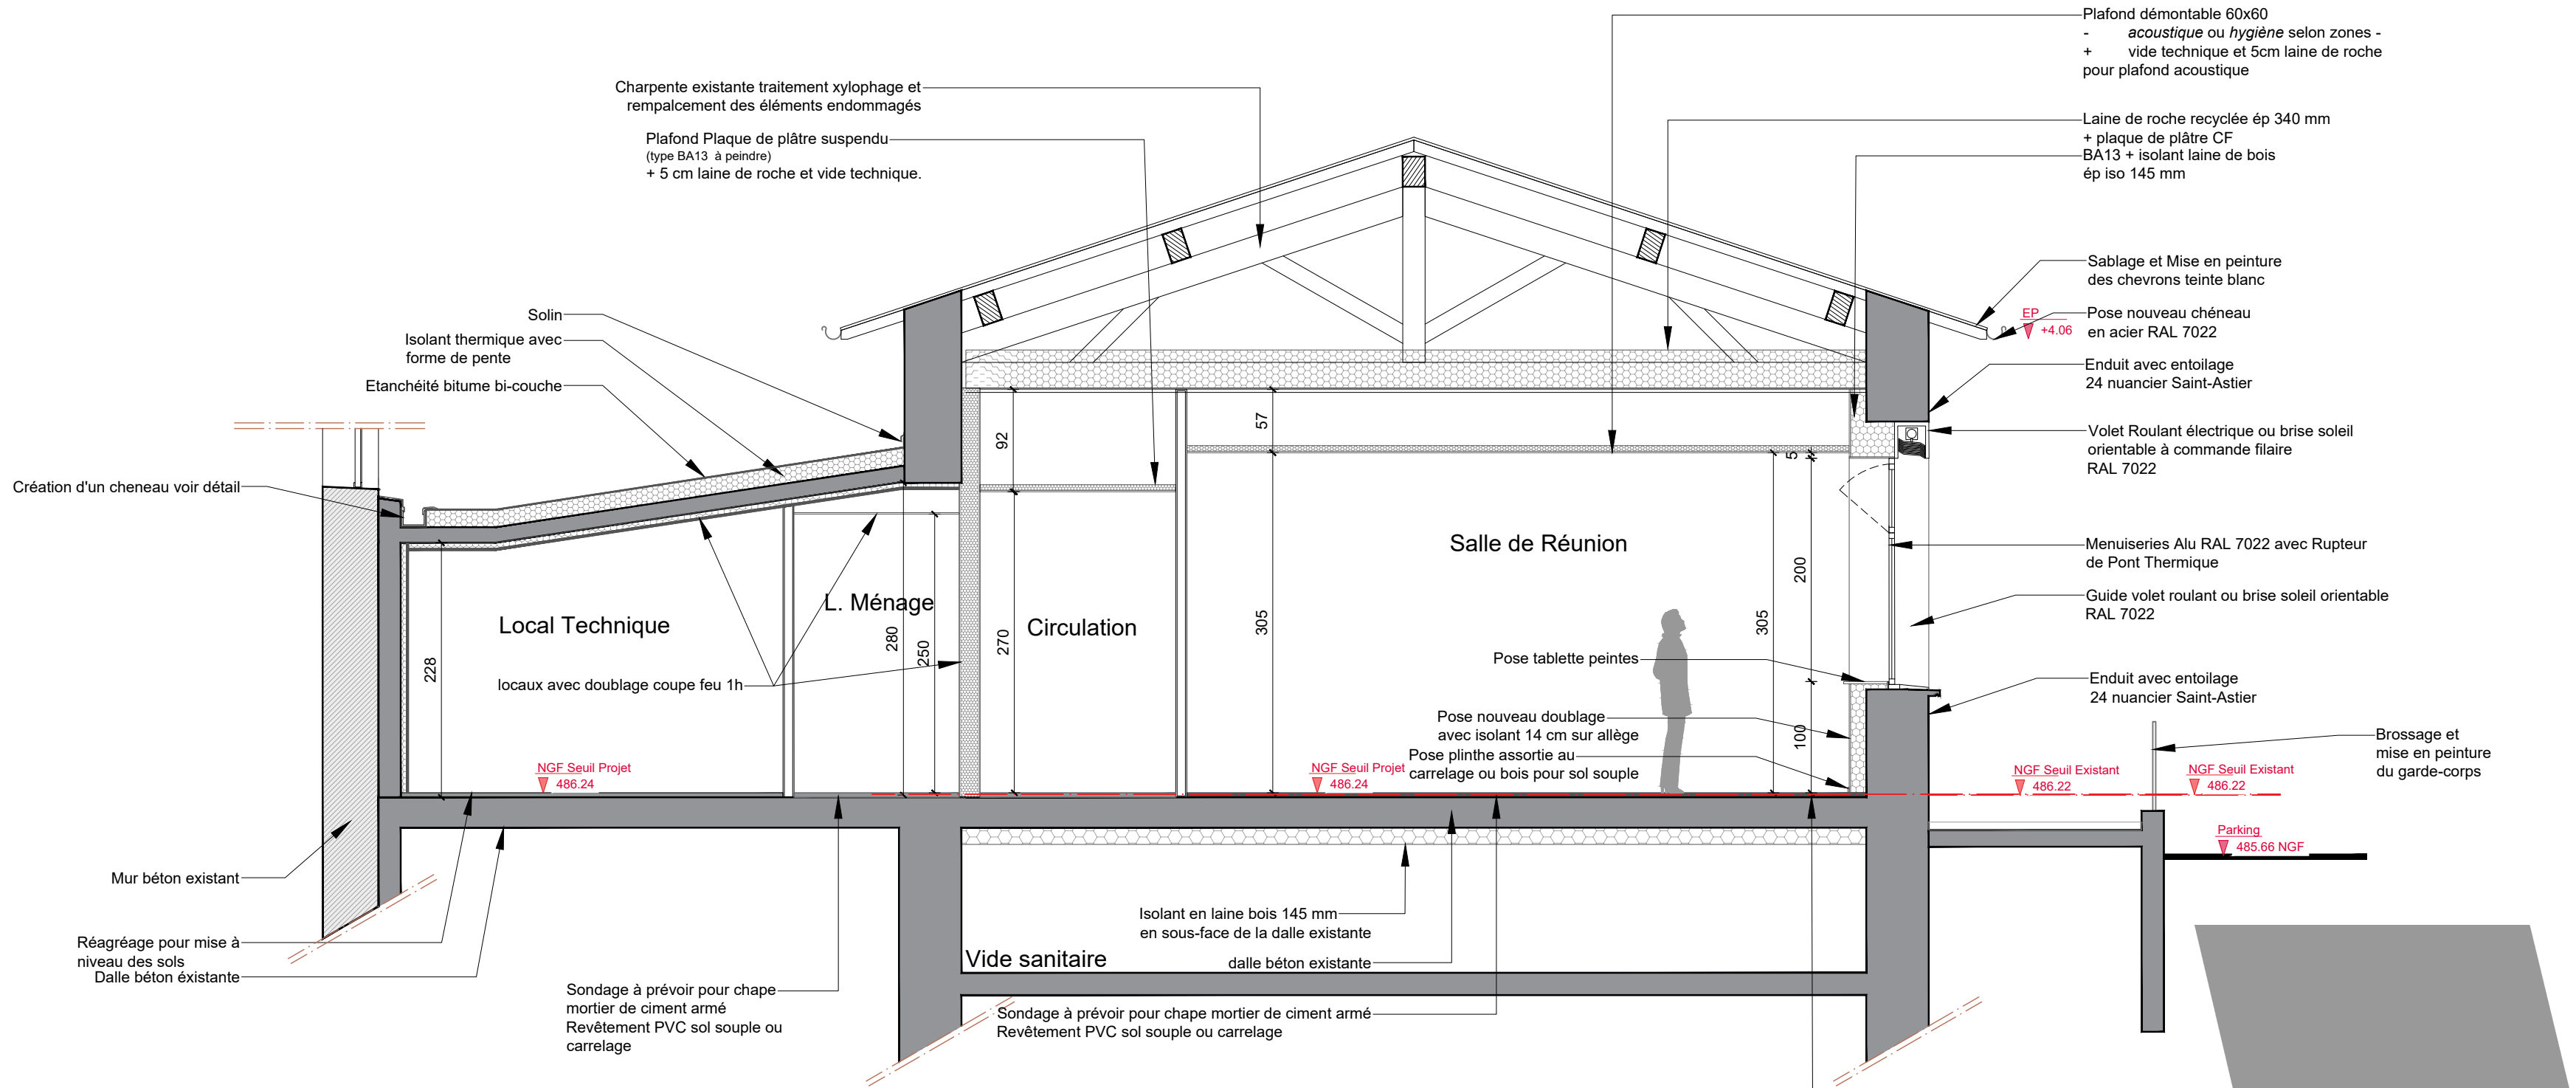 Plafond démontable 60x60
- acoustique ou hygiène selon zones -
+ vide technique et 5cm laine de roche
pour plafond acoustique
Charpente existante traitement xylophage et
rempalcement des éléments endommagés
Plafond Plaque de plâtre suspendu
(type BA13 à peindre)
+ 5 cm laine de roche et vide technique.
Laine de roche recyclée ép 340 mm
+ plaque de plâtre CF
BA13 + isolant laine de bois
ép iso 145 mm
Sablage et Mise en peinture
des chevrons teinte blanc
EP
+4.06
Pose nouveau chéneau
en acier RAL 7022
Solin
Isolant thermique avec
forme de pente
Etanchéité bitume bi-couche
Enduit avec entoilage
24 nuancier Saint-Astier
Volet Roulant électrique ou brise soleil
orientable à commande filaire
RAL 7022
Création d'un cheneau voir détail
92
57
5
Salle de Réunion
Menuiseries Alu RAL 7022 avec Rupteur
de Pont Thermique
200
Guide volet roulant ou brise soleil orientable
RAL 7022
L. Ménage
Local Technique
Circulation
228
280
250
270
305
305
Pose tablette peintes
locaux avec doublage coupe feu 1h
Enduit avec entoilage
24 nuancier Saint-Astier
Pose nouveau doublage
avec isolant 14 cm sur allège
100
Pose plinthe assortie au
carrelage ou bois pour sol souple
Brossage et
mise en peinture
du garde-corps
NGF Seuil Projet
486.24
NGF Seuil Projet
486.24
NGF Seuil Existant
486.22
NGF Seuil Existant
486.22
Parking
485.66 NGF
Mur béton existant
Réagréage pour mise à
niveau des sols
Dalle béton éxistante
Isolant en laine bois 145 mm
en sous-face de la dalle existante
Vide sanitaire
dalle béton existante
Sondage à prévoir pour chape
mortier de ciment armé
Revêtement PVC sol souple ou
carrelage
Sondage à prévoir pour chape mortier de ciment armé
Revêtement PVC sol souple ou carrelage